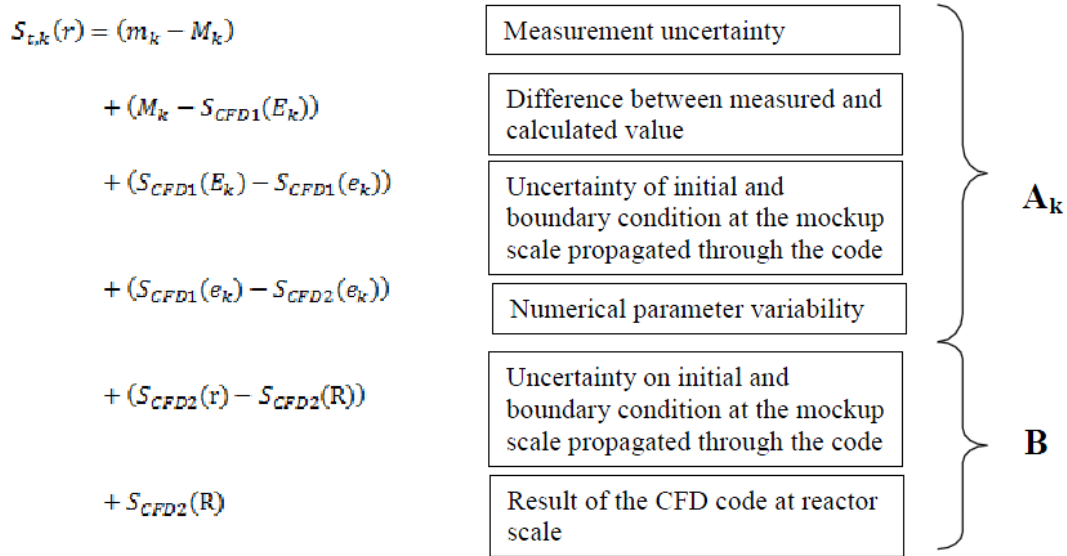 S_{t,k}(r) = (m_k − M_k)
Measurement uncertainty
+ (M_k − S_{CFD1}(E_k))
Difference between measured and
calculated value
+ (S_{CFD1}(E_k) − S_{CFD1}(e_k))
Uncertainty of initial and
boundary condition at the mockup
scale propagated through the code
+ (S_{CFD1}(e_k) − S_{CFD2}(e_k))
Numerical parameter variability
A_k
+ (S_{CFD2}(r) − S_{CFD2}(R))
Uncertainty on initial and
boundary condition at the mockup
scale propagated through the code
+ S_{CFD2}(R)
Result of the CFD code at reactor
scale
B